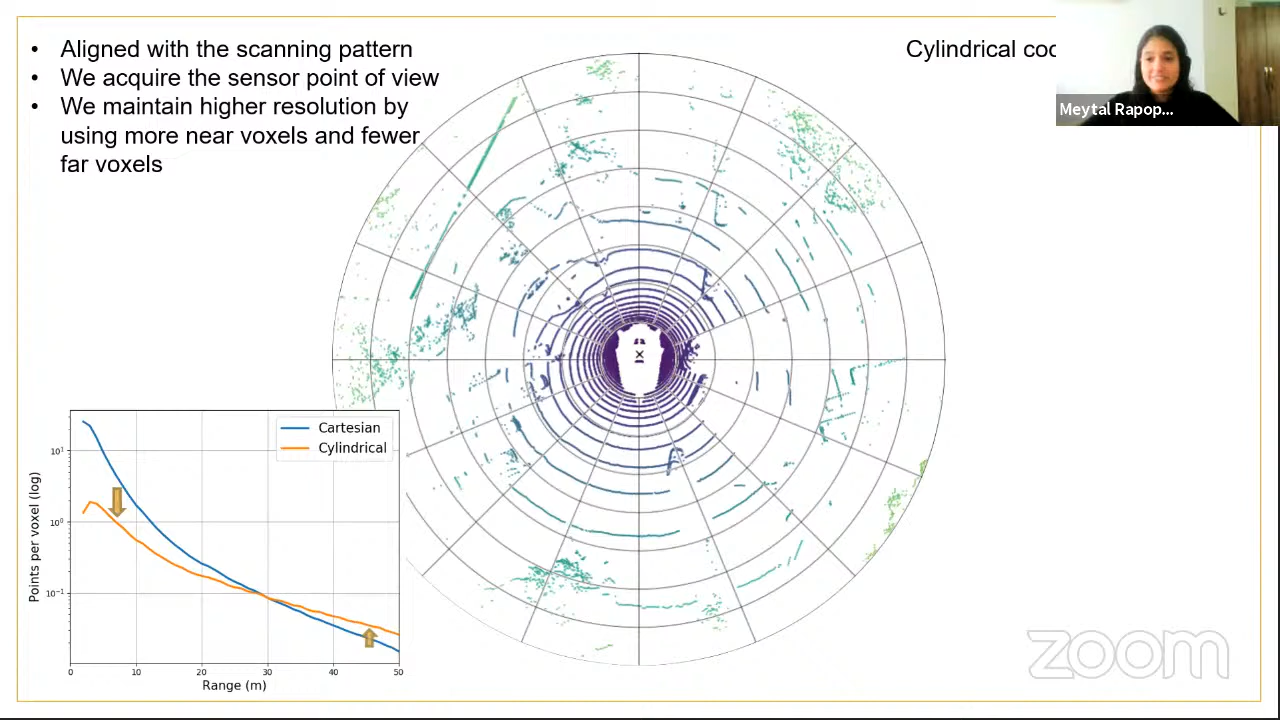 • Aligned with the scanning pattern
• We acquire the sensor point of view
• We maintain higher resolution by
using more near voxels and fewer
far voxels
Cylindrical coo
Meytal Rapop...
Cartesian
Cylindrical
Points per voxel (log)
10¹
10⁰
10⁻¹
0 10 20 30 40 50
Range (m)
zoom